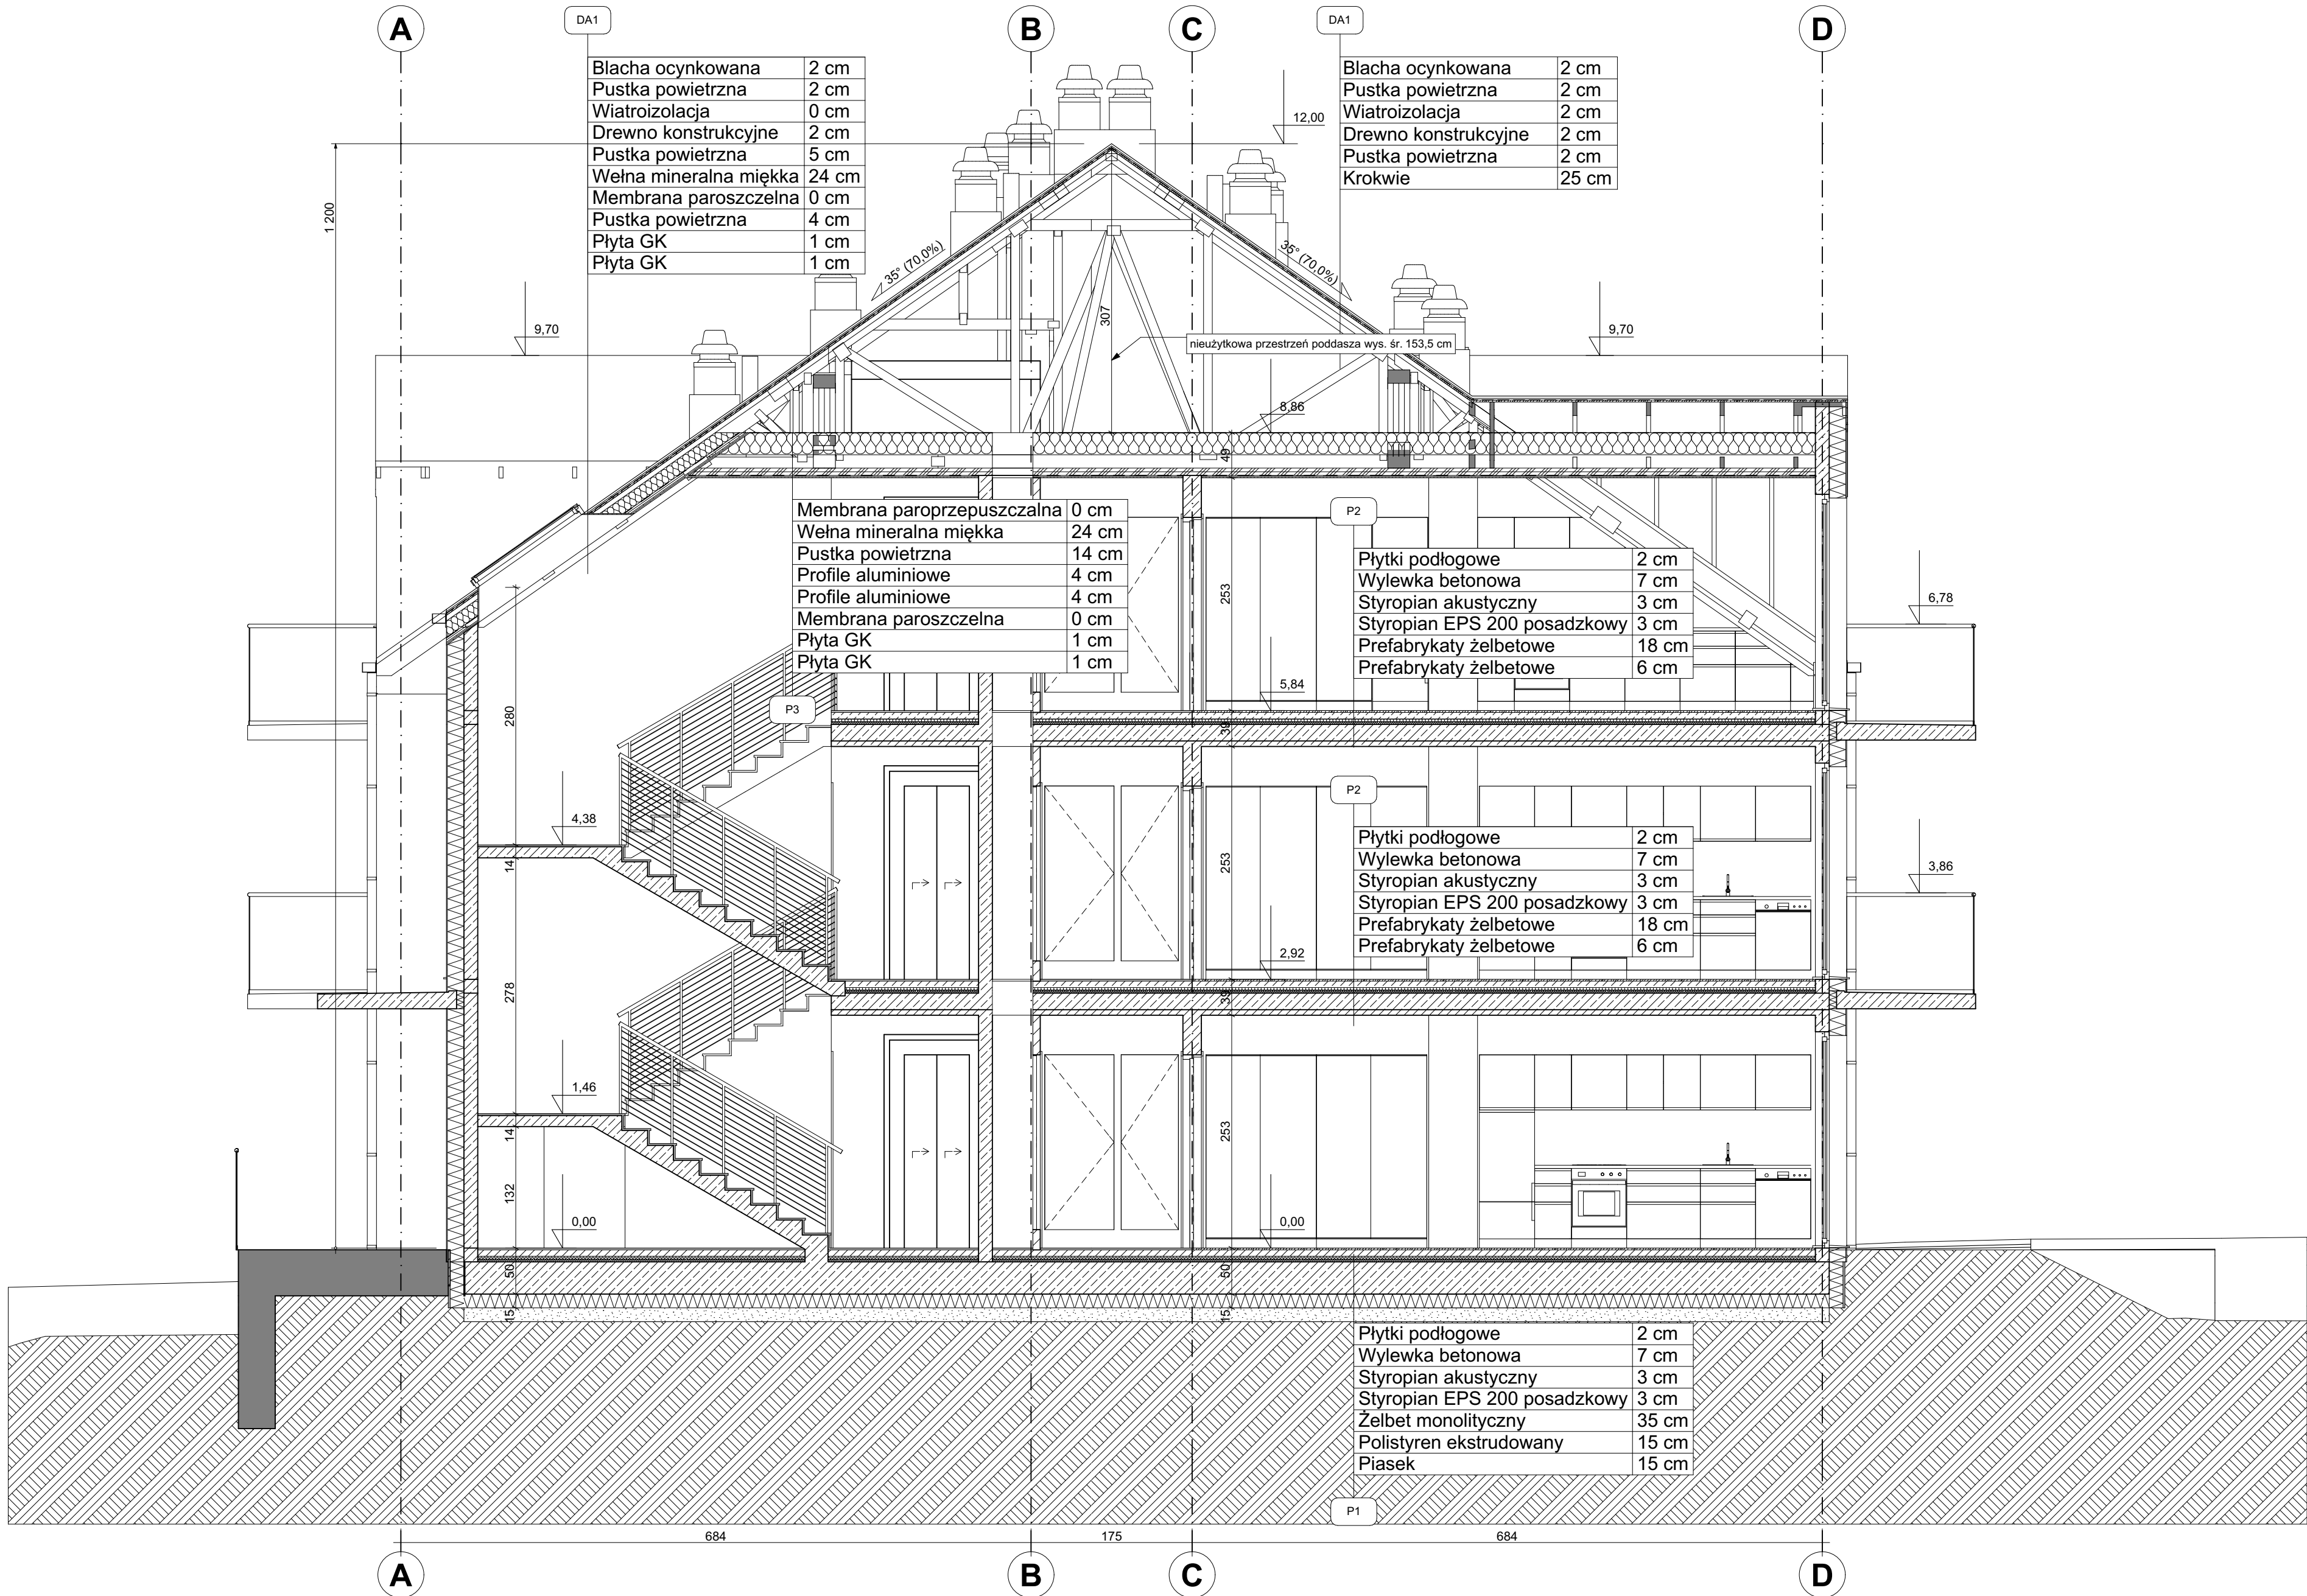 A
DA1
B
C
DA1
D
Blacha ocynkowana 2 cm
Pustka powietrzna 2 cm
Wiatroizolacja 0 cm
Drewno konstrukcyjne 2 cm
Pustka powietrzna 5 cm
Wełna mineralna miękka 24 cm
Membrana paroszczelna 0 cm
Pustka powietrzna 4 cm
Płyta GK 1 cm
Płyta GK 1 cm
Blacha ocynkowana 2 cm
Pustka powietrzna 2 cm
Wiatroizolacja 2 cm
Drewno konstrukcyjne 2 cm
Pustka powietrzna 2 cm
Krokwie 25 cm
12,00
1 200
35° (70,0%)
35° (70,0%)
307
9,70
9,70
nieużytkowa przestrzeń poddasza wys. śr. 153,5 cm
8,86
49
Membrana paroprzepuszczalna 0 cm
Wełna mineralna miękka 24 cm
Pustka powietrzna 14 cm
Profile aluminiowe 4 cm
Profile aluminiowe 4 cm
Membrana paroszczelna 0 cm
Płyta GK 1 cm
Płyta GK 1 cm
P3
P2
Płytki podłogowe 2 cm
Wylewka betonowa 7 cm
Styropian akustyczny 3 cm
Styropian EPS 200 posadzkowy 3 cm
Prefabrykaty żelbetowe 18 cm
Prefabrykaty żelbetowe 6 cm
253
6,78
5,84
280
39
P2
4,38
14
Płytki podłogowe 2 cm
Wylewka betonowa 7 cm
Styropian akustyczny 3 cm
Styropian EPS 200 posadzkowy 3 cm
Prefabrykaty żelbetowe 18 cm
Prefabrykaty żelbetowe 6 cm
253
3,86
2,92
278
39
1,46
14
253
132
0,00
0,00
50
50
15
15
Płytki podłogowe 2 cm
Wylewka betonowa 7 cm
Styropian akustyczny 3 cm
Styropian EPS 200 posadzkowy 3 cm
Żelbet monolityczny 35 cm
Polistyren ekstrudowany 15 cm
Piasek 15 cm
P1
684
175
684
A
B
C
D